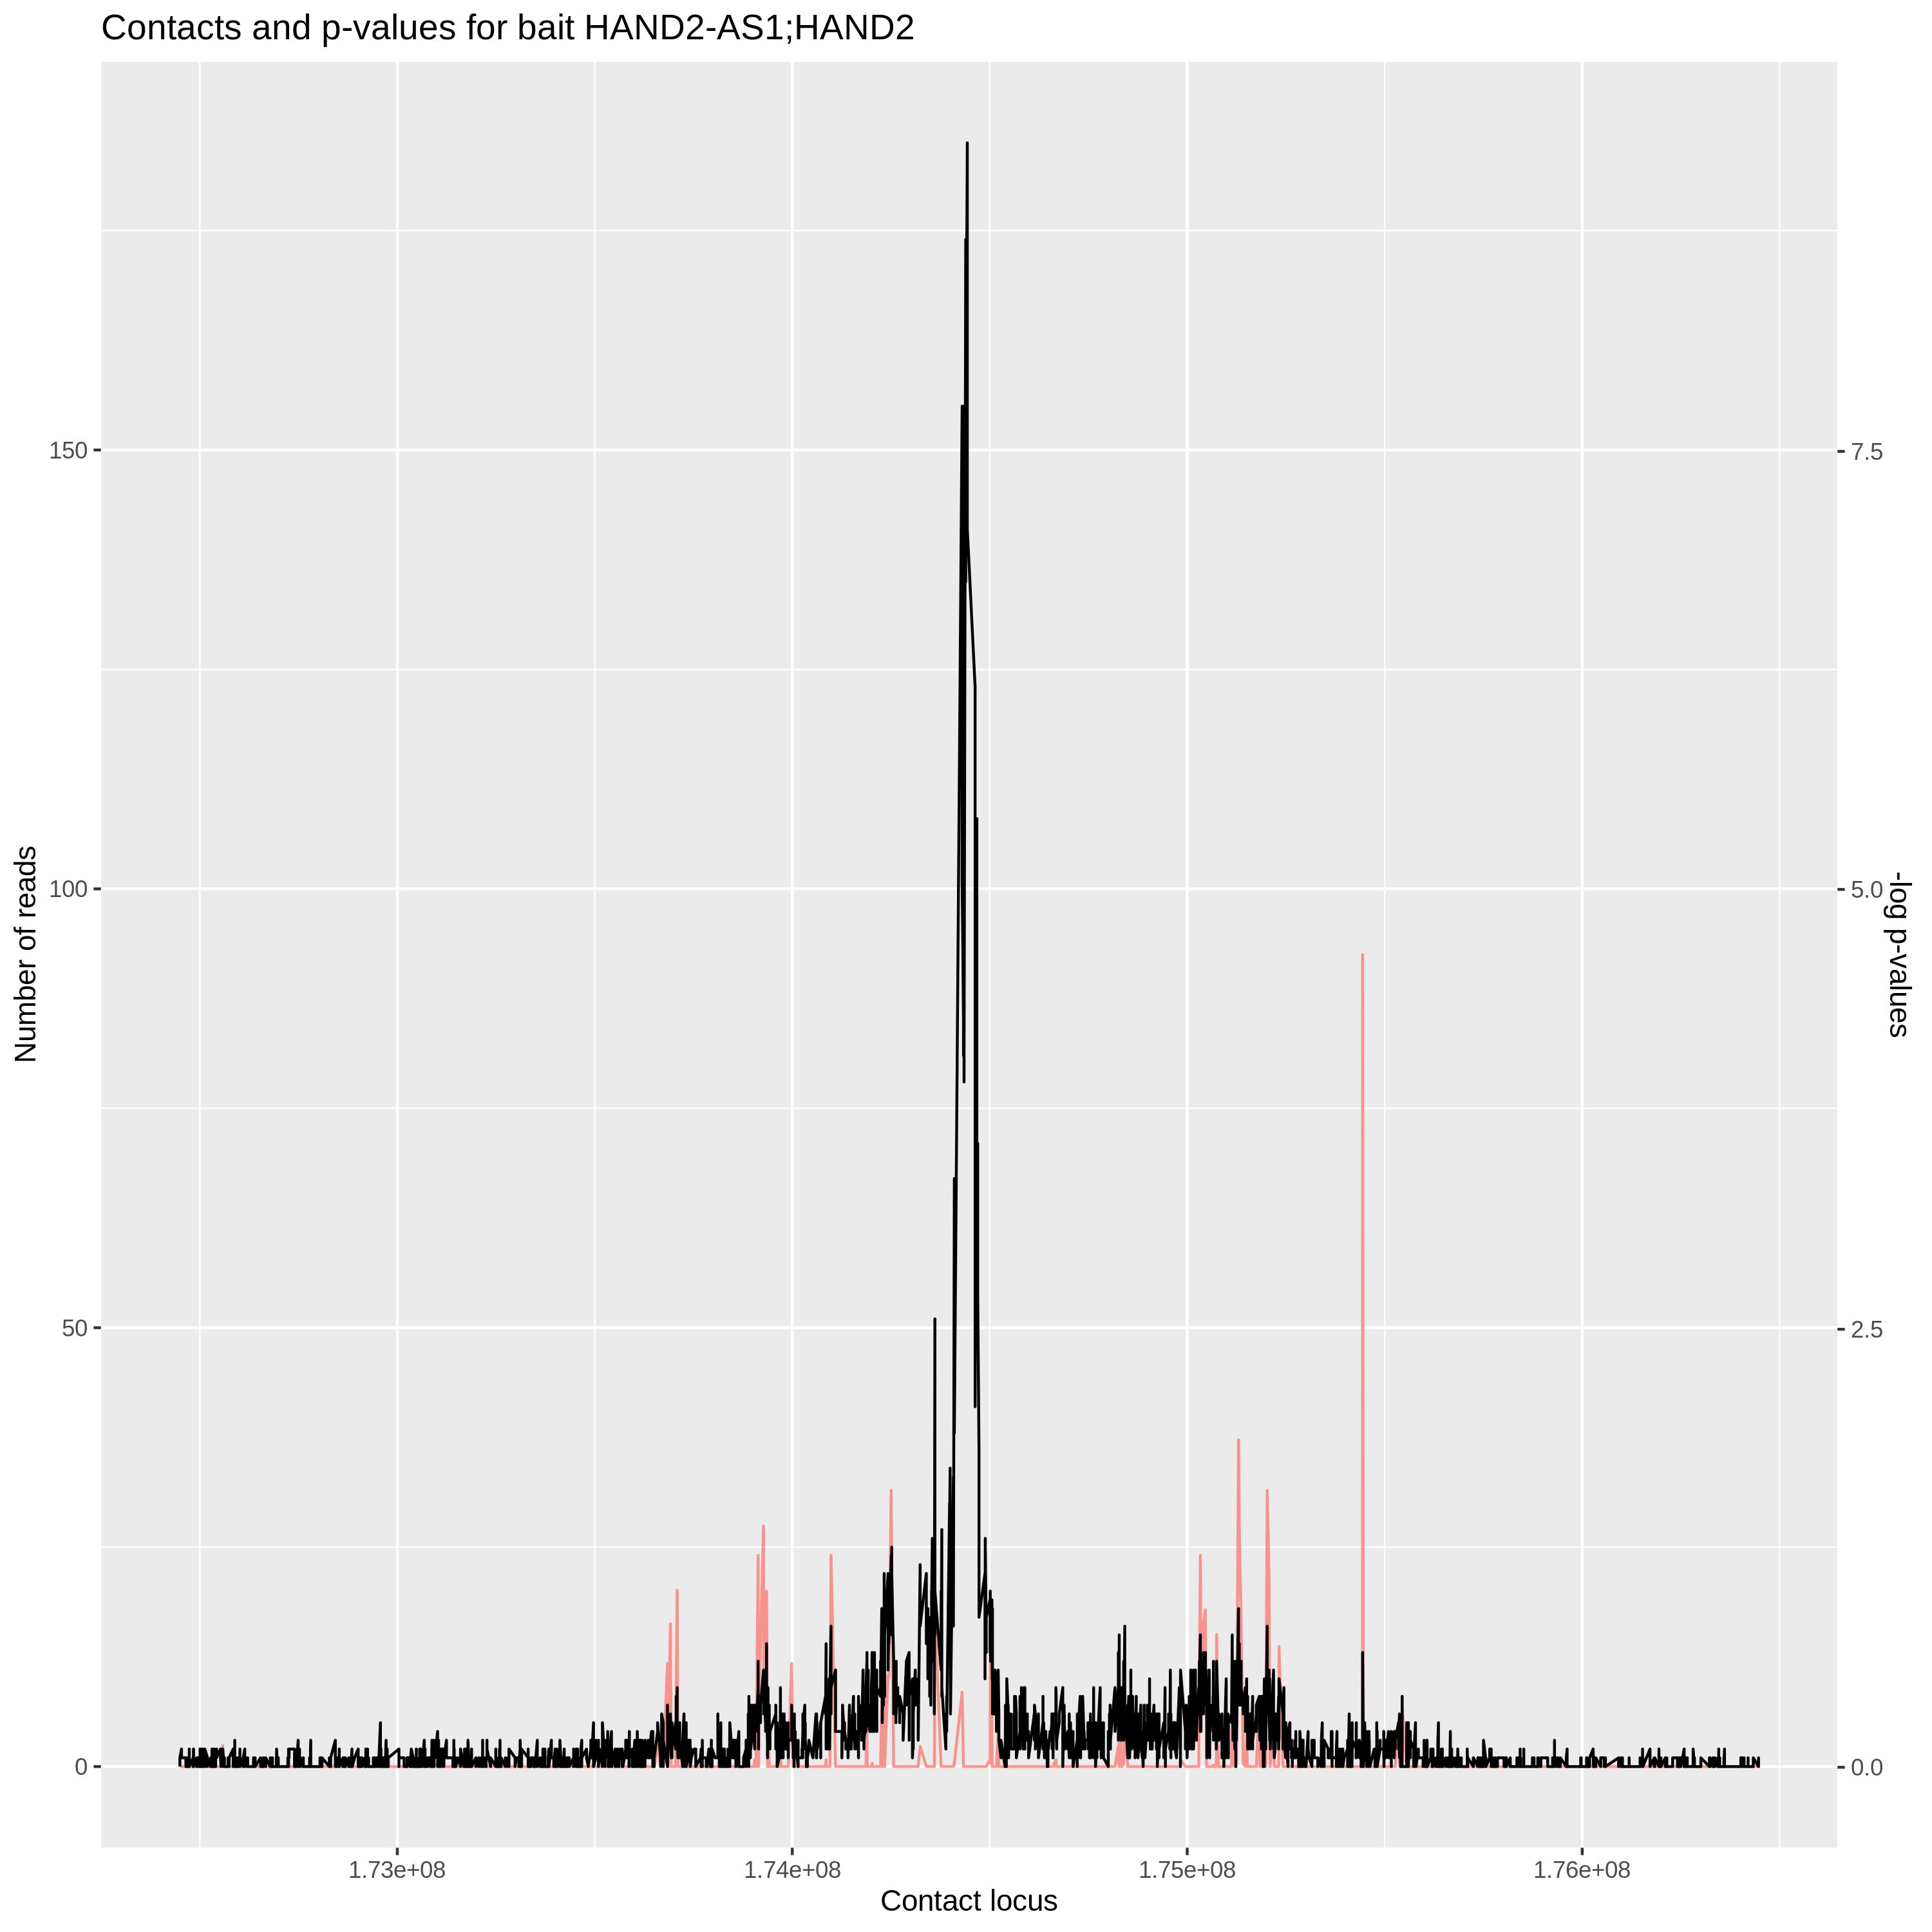 Contacts and p-values for bait HAND2-AS1;HAND2
Number of reads
150
100
50
0
7.5
5.0
2.5
0.0
-log p-values
1.73e+08
1.74e+08
1.75e+08
1.76e+08
Contact locus